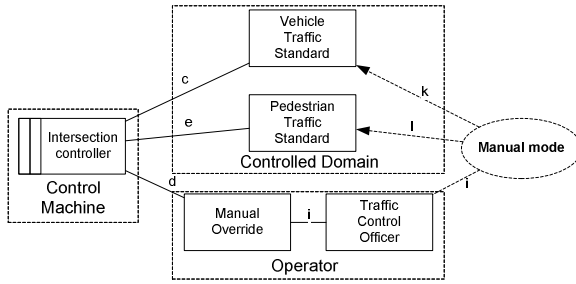 Vehicle
Traffic
Standard
c
k
Pedestrian
Traffic
Standard
e
l
Intersection
controller
Manual mode
Controlled Domain
Control
Machine
d
i
Manual
Override
i
Traffic
Control
Officer
Operator